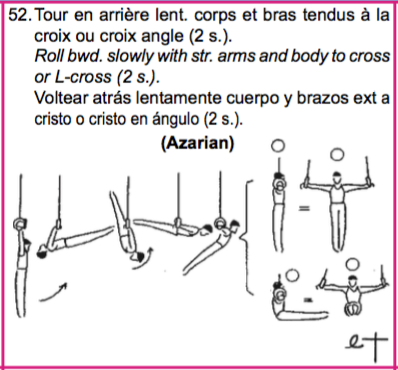 52. Tour en arrière lent. corps et bras tendus à la
croix ou croix angle (2 s.).
Roll bwd. slowly with str. arms and body to cross
or L-cross (2 s.).
Voltear atrás lentamente cuerpo y brazos ext a
cristo o cristo en ángulo (2 s.).
(Azarian)
=
=